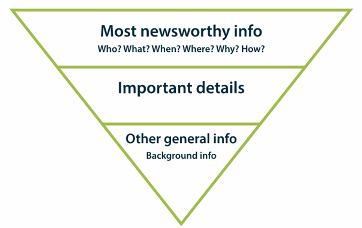 Most newsworthy info
Who? What? When? Where? Why? How?
Important details
Other general info
Background info